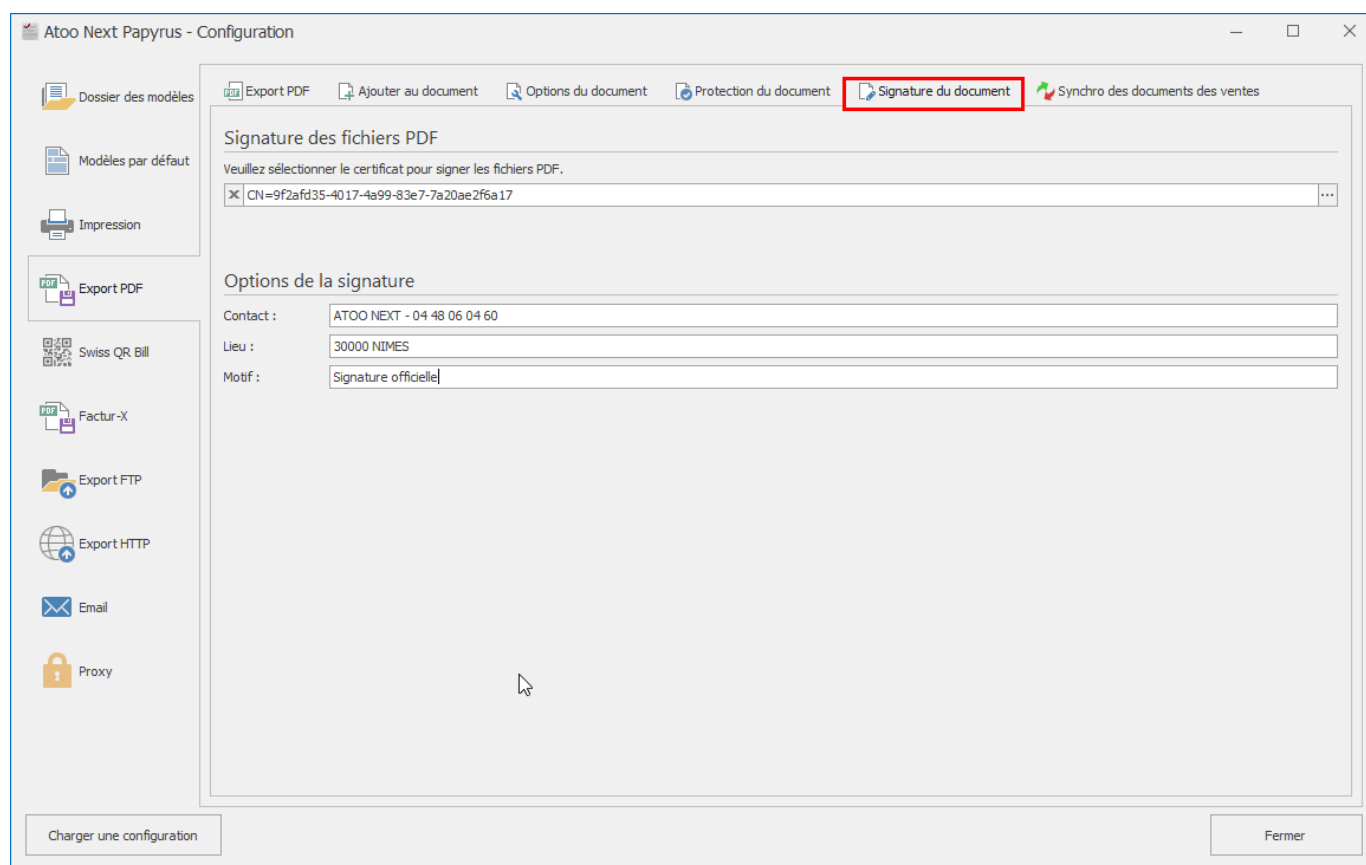 Atoo Next Papyrus - Configuration
Dossier des modèles
Modèles par défaut
Impression
PDF
Export PDF
Swiss QR Bill
PDF
Factur-X
Export FTP
Export HTTP
Email
Proxy
PDF Export PDF
Ajouter au document
Options du document
Protection du document
Signature du document
Synchro des documents des ventes
Signature des fichiers PDF
Veuillez sélectionner le certificat pour signer les fichiers PDF.
CN=9f2afd35-4017-4a99-83e7-7a20ae2f6a17
...
Options de la signature
Contact : ATOO NEXT - 04 48 06 04 60
Lieu : 30000 NIMES
Motif : Signature officielle
Charger une configuration
Fermer